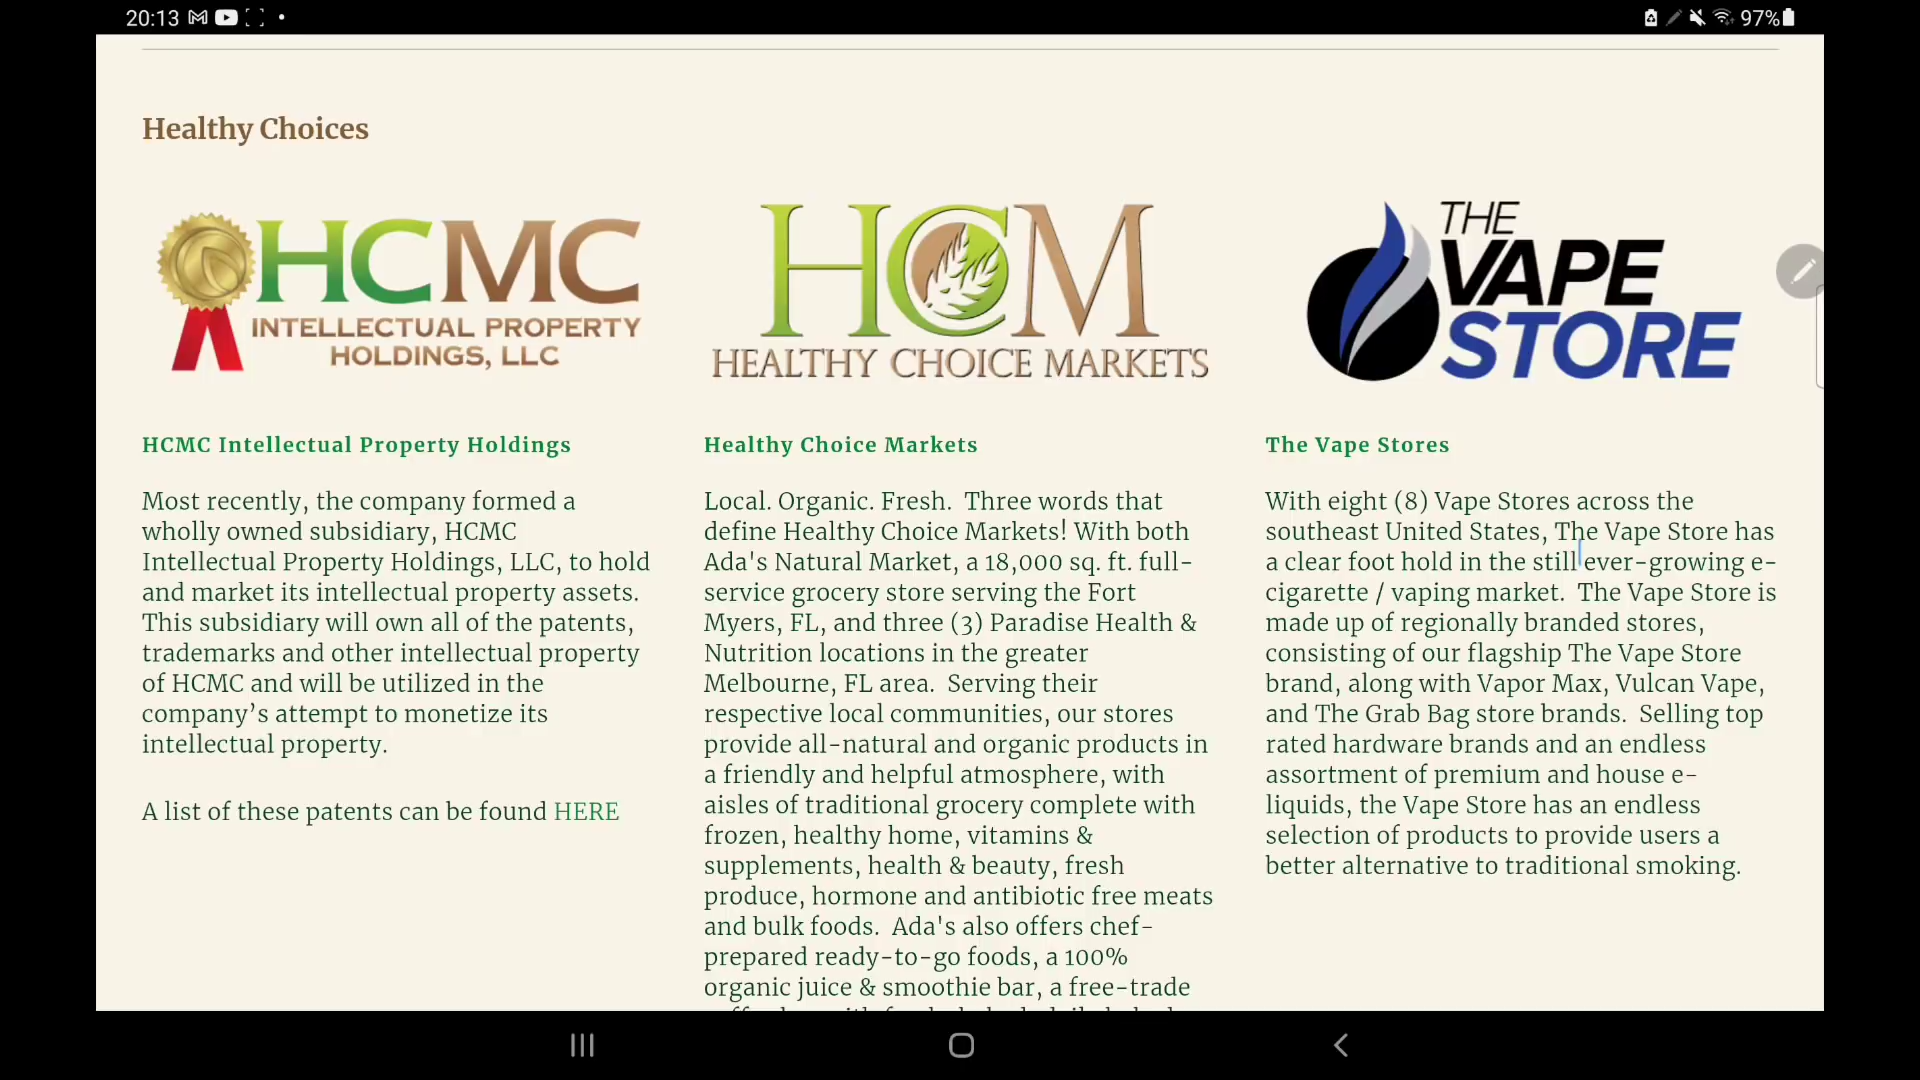 20:13
97%
Healthy Choices
HCMC
INTELLECTUAL PROPERTY
HOLDINGS, LLC
HCM
HEALTHY CHOICE MARKETS
THE
VAPE
STORE
HCMC Intellectual Property Holdings
Most recently, the company formed a
wholly owned subsidiary, HCMC
Intellectual Property Holdings, LLC, to hold
and market its intellectual property assets.
This subsidiary will own all of the patents,
trademarks and other intellectual property
of HCMC and will be utilized in the
company’s attempt to monetize its
intellectual property.
A list of these patents can be found HERE
Healthy Choice Markets
Local. Organic. Fresh.  Three words that
define Healthy Choice Markets! With both
Ada's Natural Market, a 18,000 sq. ft. full-
service grocery store serving the Fort
Myers, FL, and three (3) Paradise Health &
Nutrition locations in the greater
Melbourne, FL area.  Serving their
respective local communities, our stores
provide all-natural and organic products in
a friendly and helpful atmosphere, with
aisles of traditional grocery complete with
frozen, healthy home, vitamins &
supplements, health & beauty, fresh
produce, hormone and antibiotic free meats
and bulk foods.  Ada's also offers chef-
prepared ready-to-go foods, a 100%
organic juice & smoothie bar, a free-trade
The Vape Stores
With eight (8) Vape Stores across the
southeast United States, The Vape Store has
a clear foot hold in the still ever-growing e-
cigarette / vaping market.  The Vape Store is
made up of regionally branded stores,
consisting of our flagship The Vape Store
brand, along with Vapor Max, Vulcan Vape,
and The Grab Bag store brands.  Selling top
rated hardware brands and an endless
assortment of premium and house e-
liquids, the Vape Store has an endless
selection of products to provide users a
better alternative to traditional smoking.